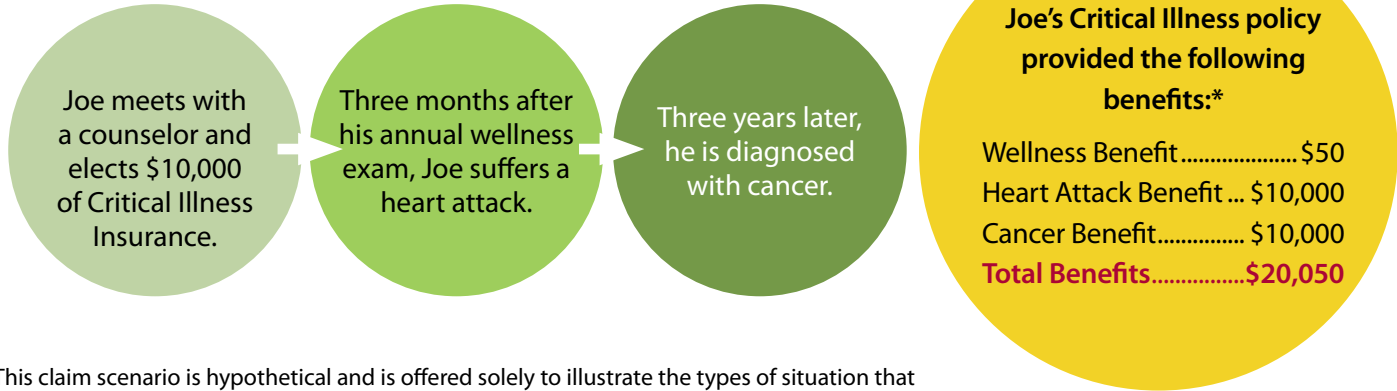 Joe meets with
a counselor and
elects $10,000
of Critical Illness
Insurance.
Three months after
his annual wellness
exam, Joe suffers a
heart attack.
Three years later,
he is diagnosed
with cancer.
Joe’s Critical Illness policy
provided the following
benefits:*
Wellness Benefit....................$50
Heart Attack Benefit... $10,000
Cancer Benefit............... $10,000
Total Benefits................$20,050
This claim scenario is hypothetical and is offered solely to illustrate the types of situation that